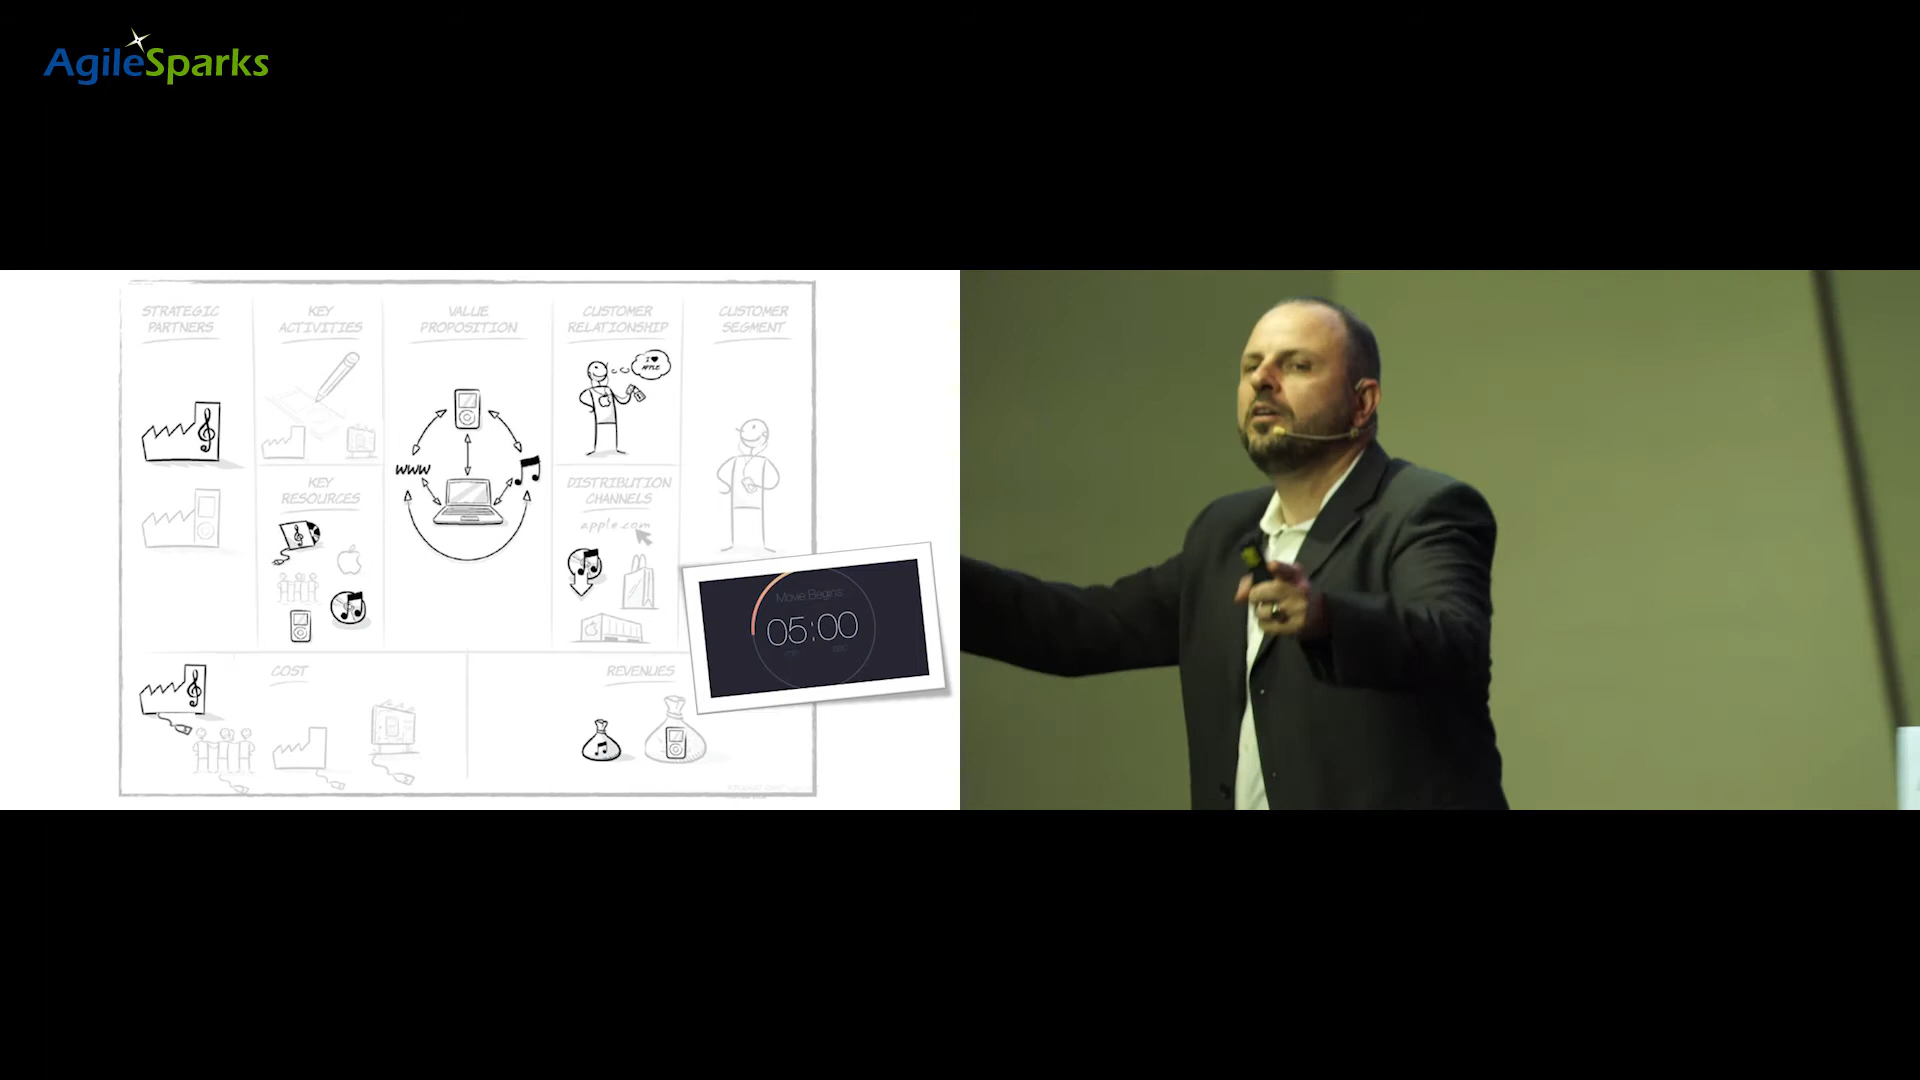 AgileSparks
STRATEGIC
PARTNERS
KEY
ACTIVITIES
VALUE
PROPOSITION
CUSTOMER
RELATIONSHIP
CUSTOMER
SEGMENT
I ♥
APPLE
www
KEY
RESOURCES
DISTRIBUTION
CHANNELS
apple.com
Movie Begins
05:00
COST
REVENUES